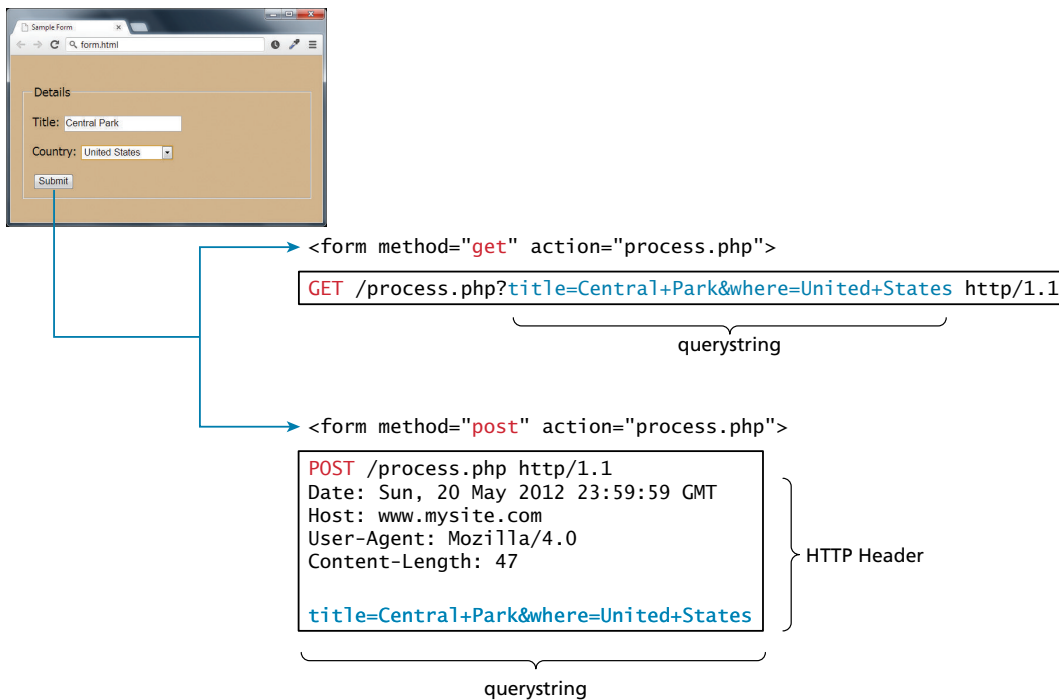 Sample Form
form.html
Details
Title: Central Park
Country: United States
Submit
<form method="get" action="process.php">
GET /process.php?title=Central+Park&where=United+States http/1.1
querystring
<form method="post" action="process.php">
POST /process.php http/1.1
Date: Sun, 20 May 2012 23:59:59 GMT
Host: www.mysite.com
User-Agent: Mozilla/4.0
Content-Length: 47
HTTP Header
title=Central+Park&where=United+States
querystring